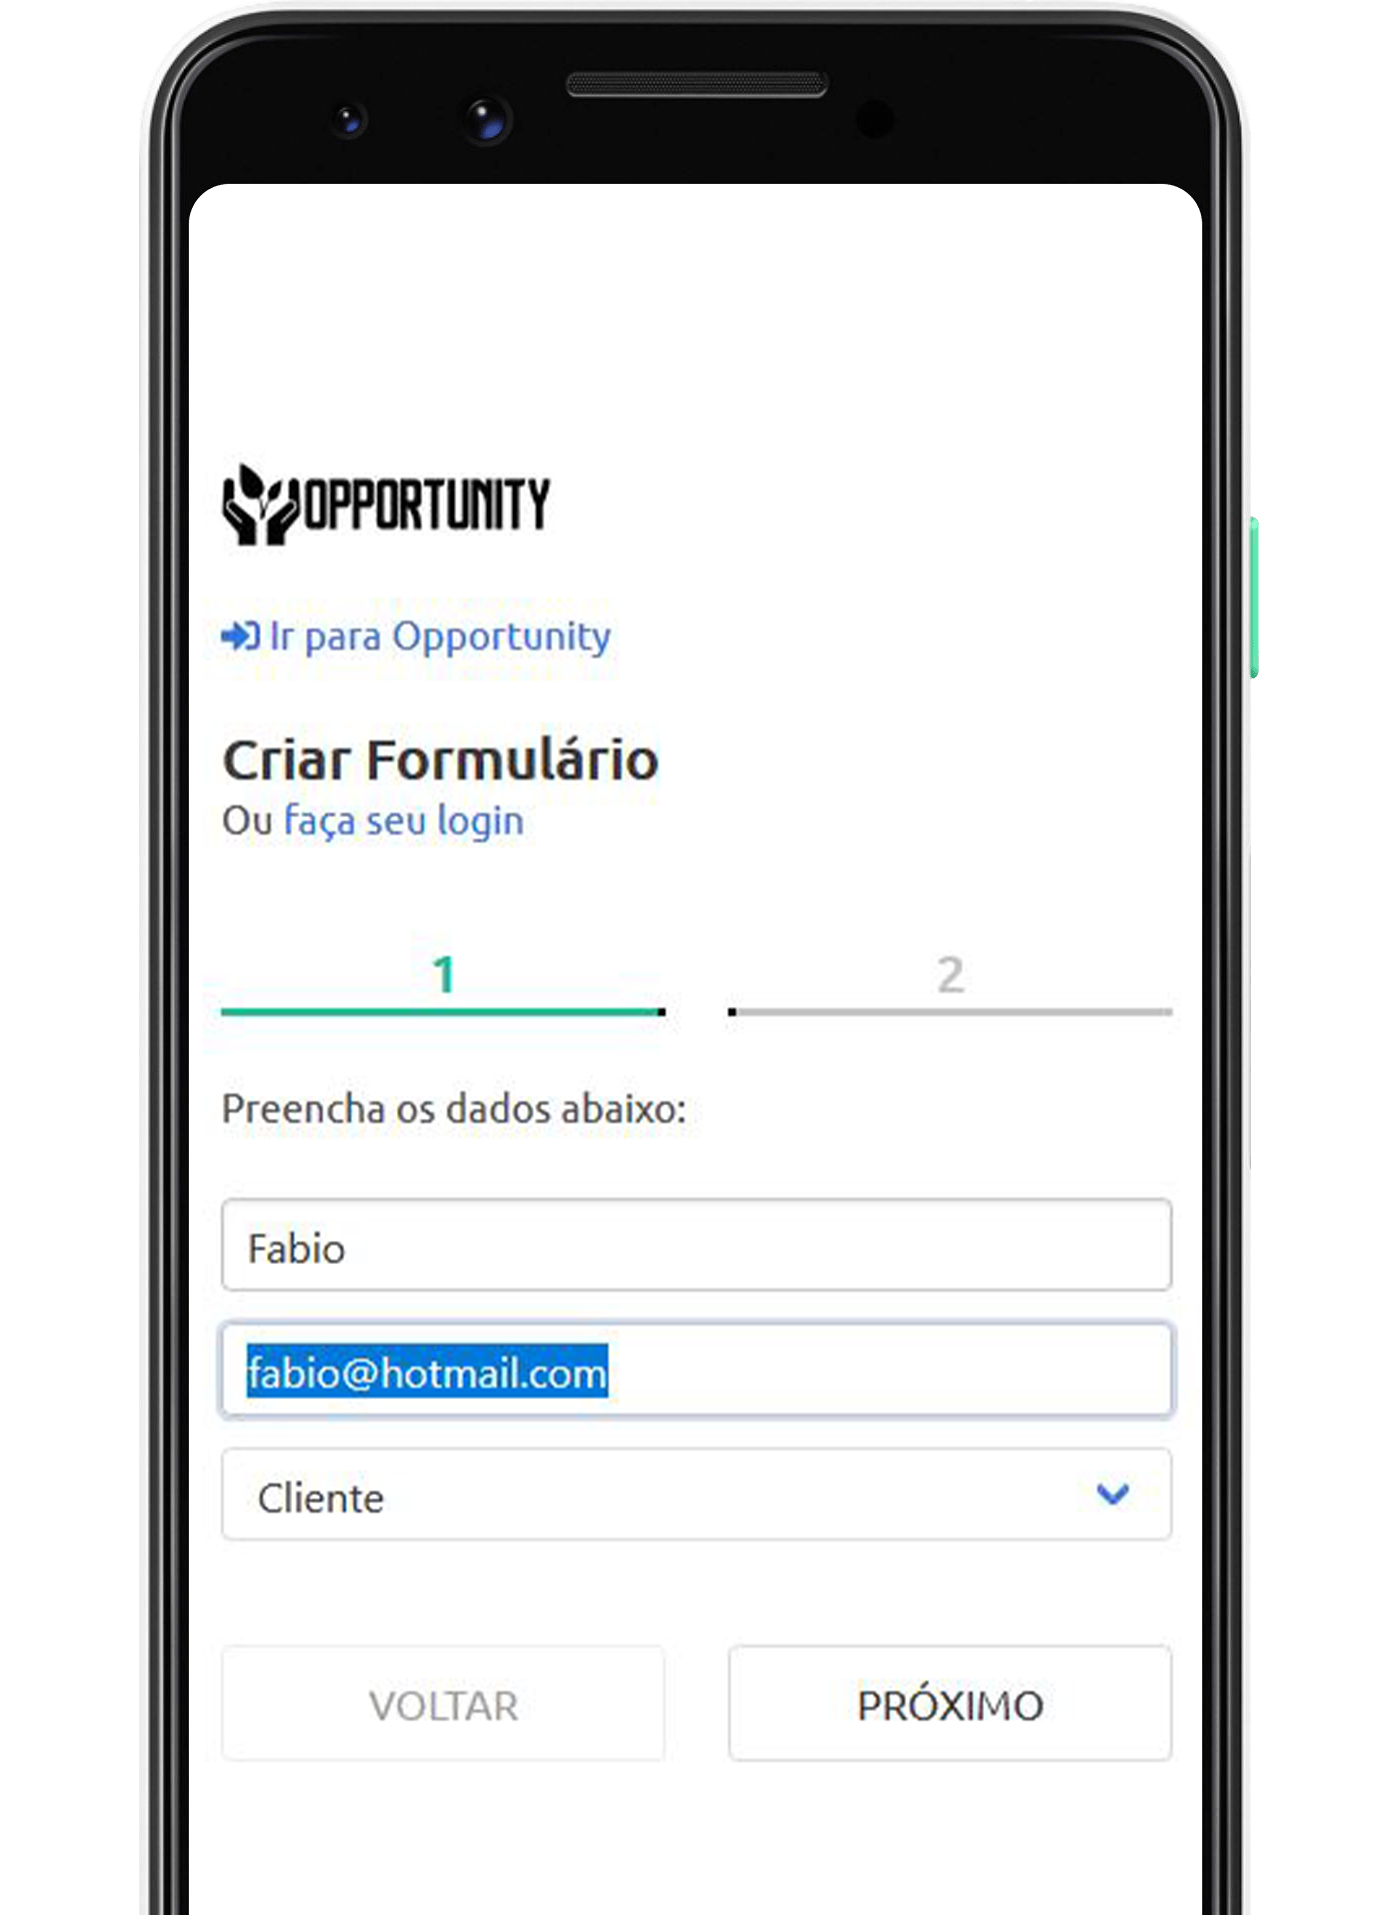 OPPORTUNITY
Ir para Opportunity
Criar Formulário
Ou faça seu login
1 2
Preencha os dados abaixo:
Fabio
fabio@hotmail.com
Cliente
VOLTAR PRÓXIMO